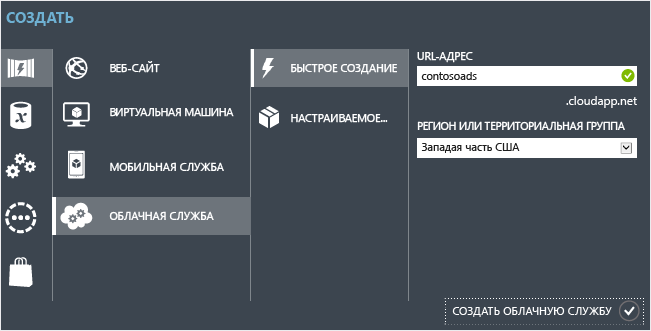 СОЗДАТЬ
ВЕБ-САЙТ
ВИРТУАЛЬНАЯ МАШИНА
МОБИЛЬНАЯ СЛУЖБА
ОБЛАЧНАЯ СЛУЖБА
БЫСТРОЕ СОЗДАНИЕ
НАСТРАИВАЕМОЕ...
URL-АДРЕС
contosoads
.cloudapp.net
РЕГИОН ИЛИ ТЕРРИТОРИАЛЬНАЯ ГРУППА
Западая часть США
СОЗДАТЬ ОБЛАЧНУЮ СЛУЖБУ